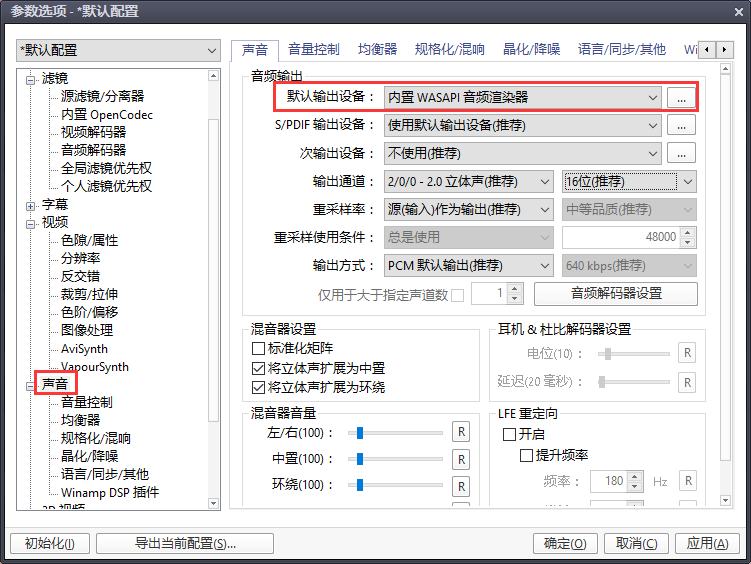 参数选项 - *默认配置
*默认配置
滤镜
源滤镜/分离器
内置 OpenCodec
视频解码器
音频解码器
全局滤镜优先权
个人滤镜优先权
字幕
视频
色隙/属性
分辨率
反交错
裁剪/拉伸
色阶/偏移
图像处理
AviSynth
VapourSynth
声音
音量控制
均衡器
规格化/混响
晶化/降噪
语言/同步/其他
Winamp DSP 插件
声音 音量控制 均衡器 规格化/混响 晶化/降噪 语言/同步/其他 Wi
音频输出
默认输出设备： 内置 WASAPI 音频渲染器 ...
S/PDIF 输出设备： 使用默认输出设备(推荐) ...
次输出设备： 不使用(推荐) ...
输出通道： 2/0/0 - 2.0 立体声(推荐) 16位(推荐)
重采样率： 源(输入)作为输出(推荐) 中等品质(推荐)
重采样使用条件： 总是使用 48000
输出方式： PCM 默认输出(推荐) 640 kbps(推荐)
仅用于大于指定声道数 1 音频解码器设置
混音器设置
标准化矩阵
将立体声扩展为中置
将立体声扩展为环绕
耳机 & 杜比解码器设置
电位(10)： R
延迟(20 毫秒)： R
混音器音量
左/右(100)： R
中置(100)： R
环绕(100)： R
LFE 重定向
开启
提升频率
频率： 180 Hz R
初始化(I) 导出当前配置(S)... 确定(O) 取消(C) 应用(A)